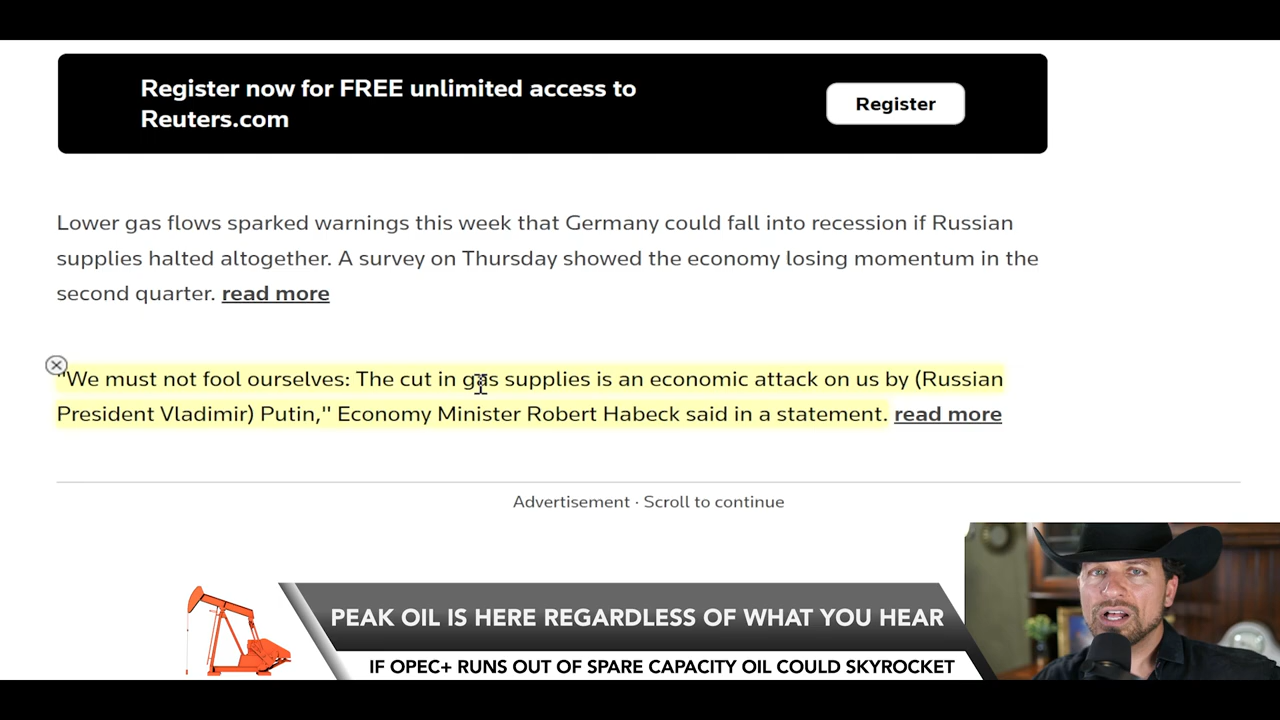 Register now for FREE unlimited access to
Reuters.com
Register
Lower gas flows sparked warnings this week that Germany could fall into recession if Russian
supplies halted altogether. A survey on Thursday showed the economy losing momentum in the
second quarter. read more
"We must not fool ourselves: The cut in gas supplies is an economic attack on us by (Russian
President Vladimir) Putin," Economy Minister Robert Habeck said in a statement. read more
Advertisement · Scroll to continue
PEAK OIL IS HERE REGARDLESS OF WHAT YOU HEAR
IF OPEC+ RUNS OUT OF SPARE CAPACITY OIL COULD SKYROCKET